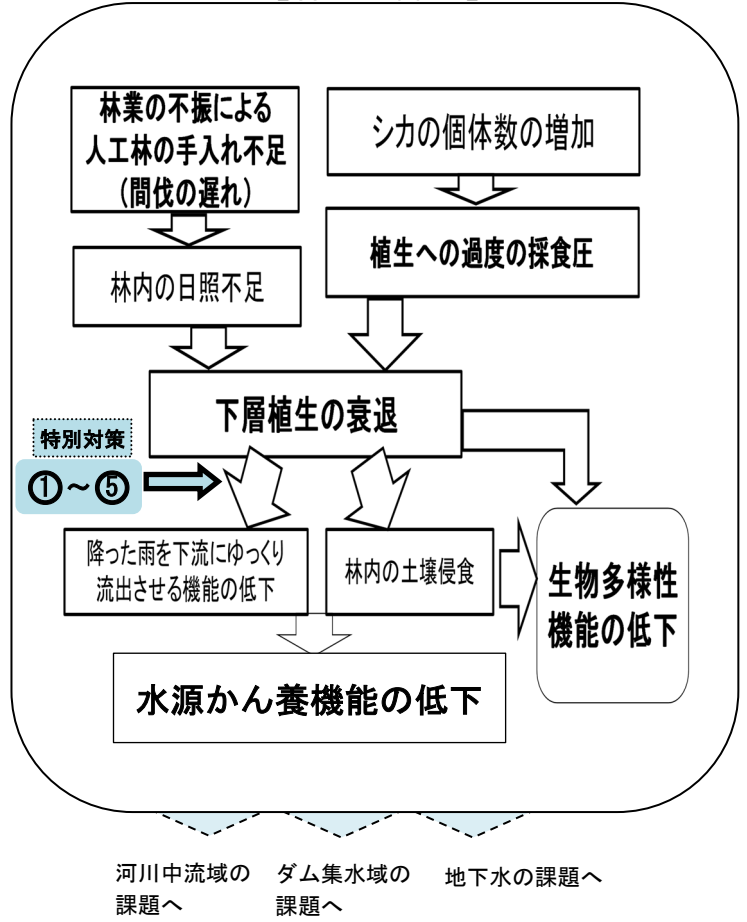 林業の不振による
人工林の手入れ不足
(間伐の遅れ)
シカの個体数の増加
林内の日照不足
植生への過度の採食圧
下層植生の衰退
特別対策
①～⑤
降った雨を下流にゆっくり
流出させる機能の低下
林内の土壌侵食
生物多様性
機能の低下
水源かん養機能の低下
河川中流域の
課題へ
ダム集水域の
課題へ
地下水の課題へ